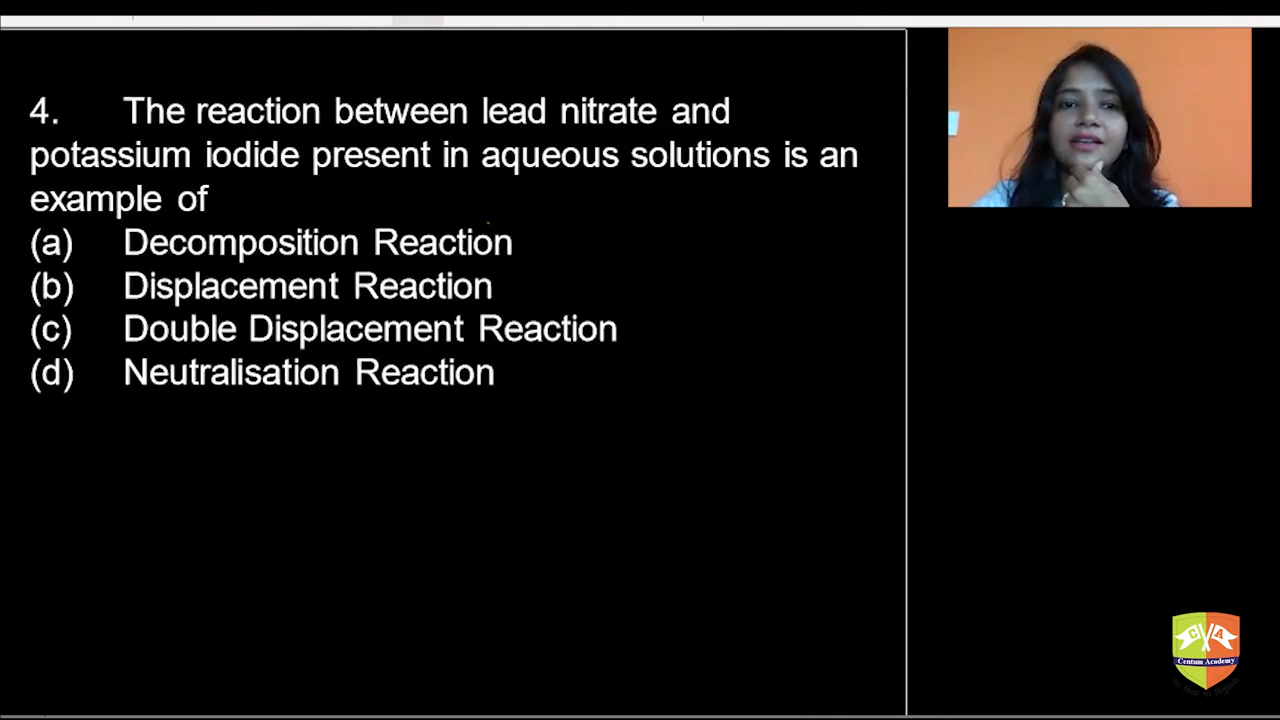 4. The reaction between lead nitrate and
potassium iodide present in aqueous solutions is an
example of
(a) Decomposition Reaction
(b) Displacement Reaction
(c) Double Displacement Reaction
(d) Neutralisation Reaction
C A
Centum Academy